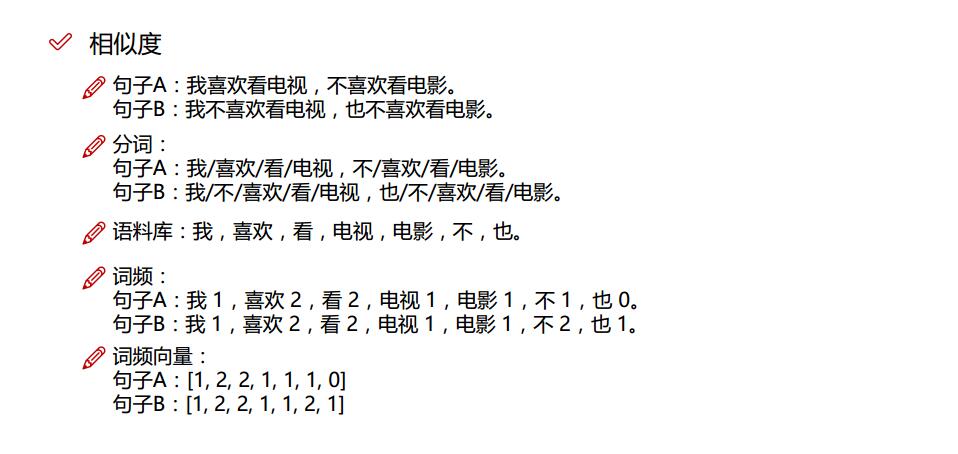 相似度
句子A：我喜欢看电视，不喜欢看电影。
句子B：我不喜欢看电视，也不喜欢看电影。
分词：
句子A：我/喜欢/看/电视，不/喜欢/看/电影。
句子B：我/不/喜欢/看/电视，也/不/喜欢/看/电影。
语料库：我，喜欢，看，电视，电影，不，也。
词频：
句子A：我 1，喜欢 2，看 2，电视 1，电影 1，不 1，也 0。
句子B：我 1，喜欢 2，看 2，电视 1，电影 1，不 2，也 1。
词频向量：
句子A：[1, 2, 2, 1, 1, 1, 0]
句子B：[1, 2, 2, 1, 1, 2, 1]